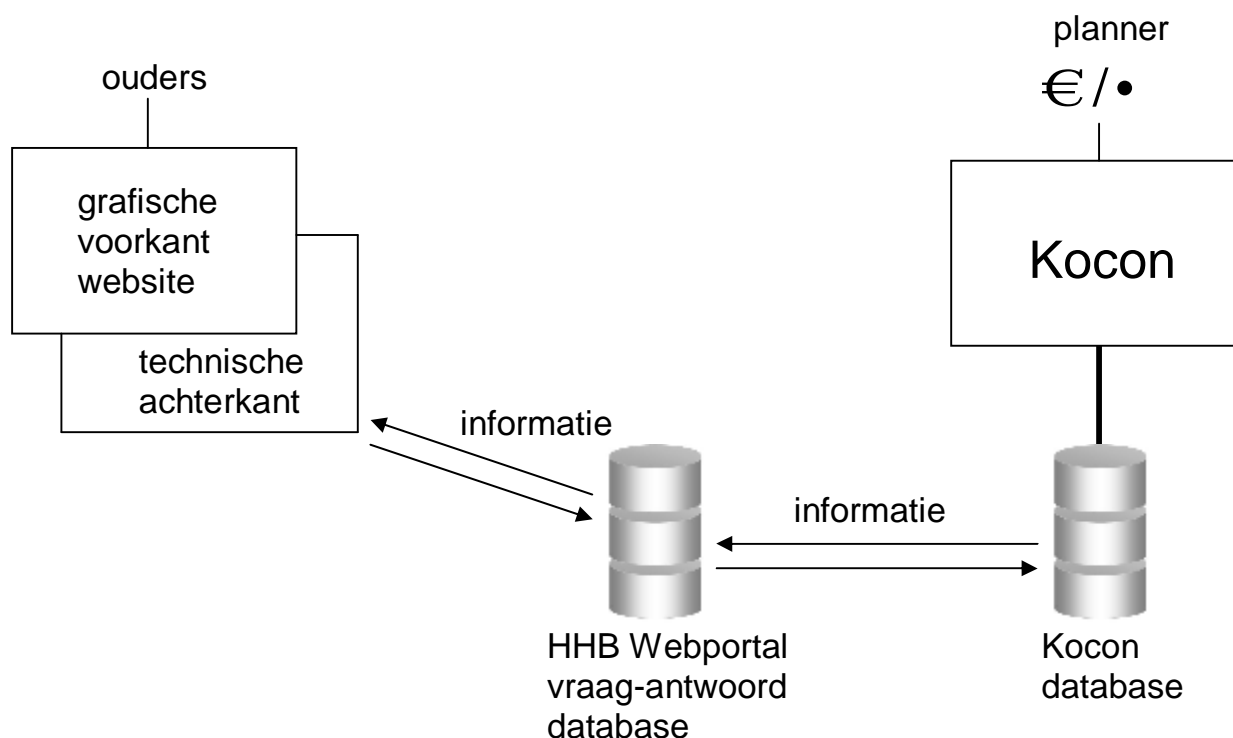 planner
€/•
ouders
grafische
voorkant
website
Kocon
technische
achterkant
informatie
informatie
HHB Webportal
vraag-antwoord
database
Kocon
database